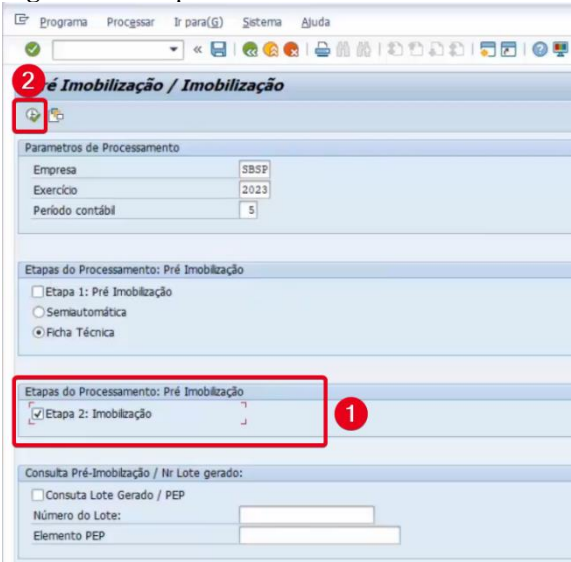 Programa Processar Ir para(G) Sistema Ajuda
2
é Imobilização / Imobilização
Parametros de Processamento
Empresa SBSP
Exercício 2023
Período contábil 5
Etapas do Processamento: Pré Imobilização
Etapa 1: Pré Imobilização
Semiautomática
Ficha Técnica
Etapas do Processamento: Pré Imobilização
Etapa 2: Imobilização 1
Consulta Pré-Imobilização / Nr Lote gerado:
Consuta Lote Gerado / PEP
Número do Lote:
Elemento PEP